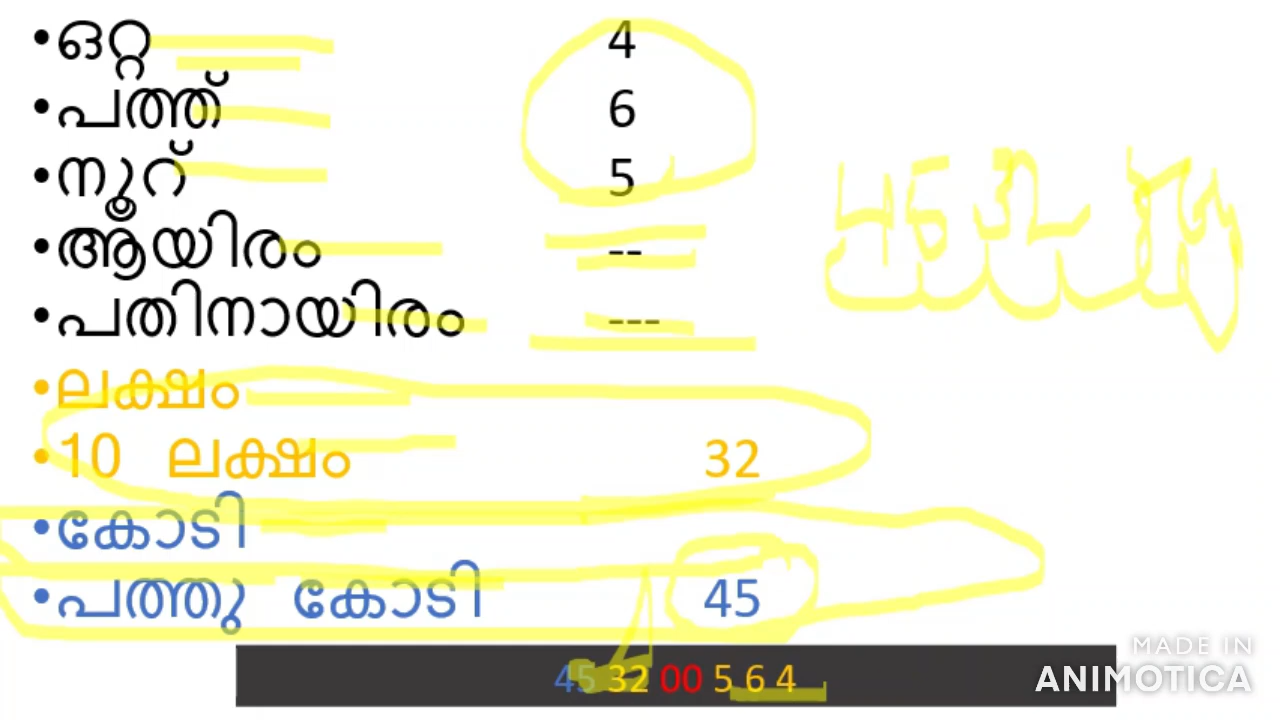 •ഒറ്റ 4
•പത്ത് 6
•നൂറ് 5
•ആയിരം --
•പതിനായിരം ---
•ലക്ഷം
•10 ലക്ഷം 32
•കോടി
•പത്തു കോടി 45
45 32 00 5 6 4
MADE IN
ANIMOTICA